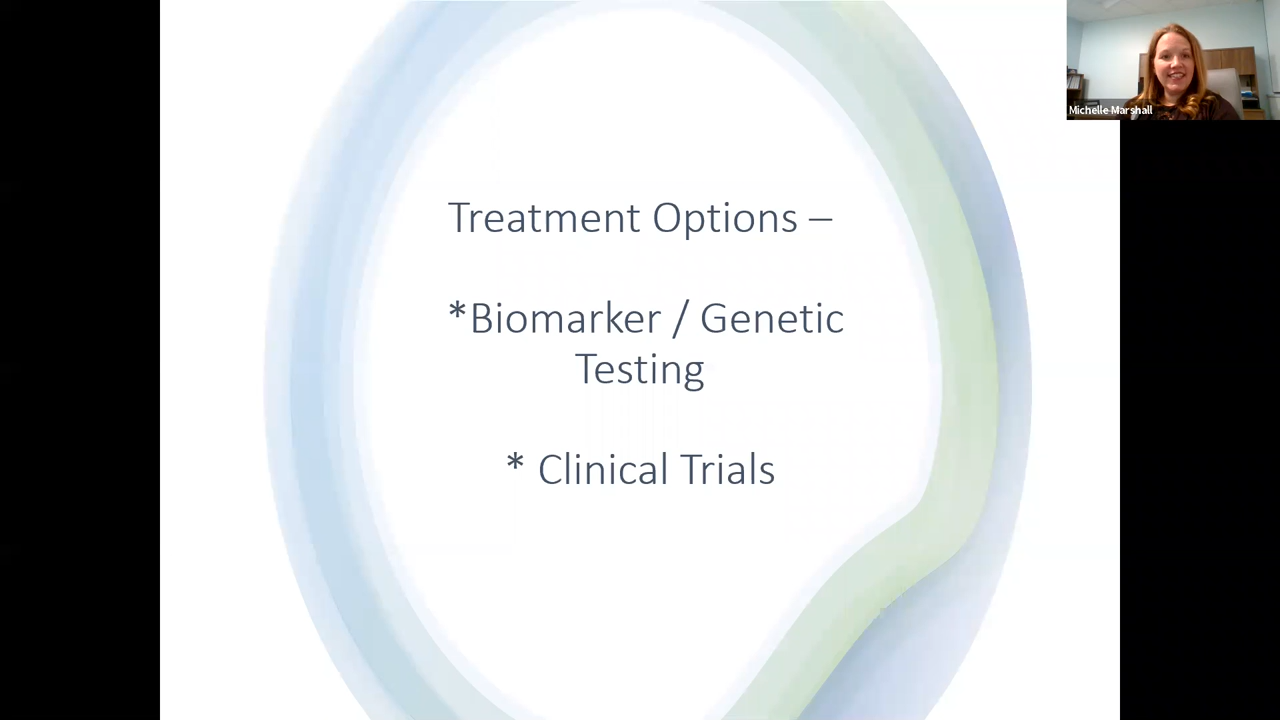 Michelle Marshall
Treatment Options –
*Biomarker / Genetic
Testing
* Clinical Trials